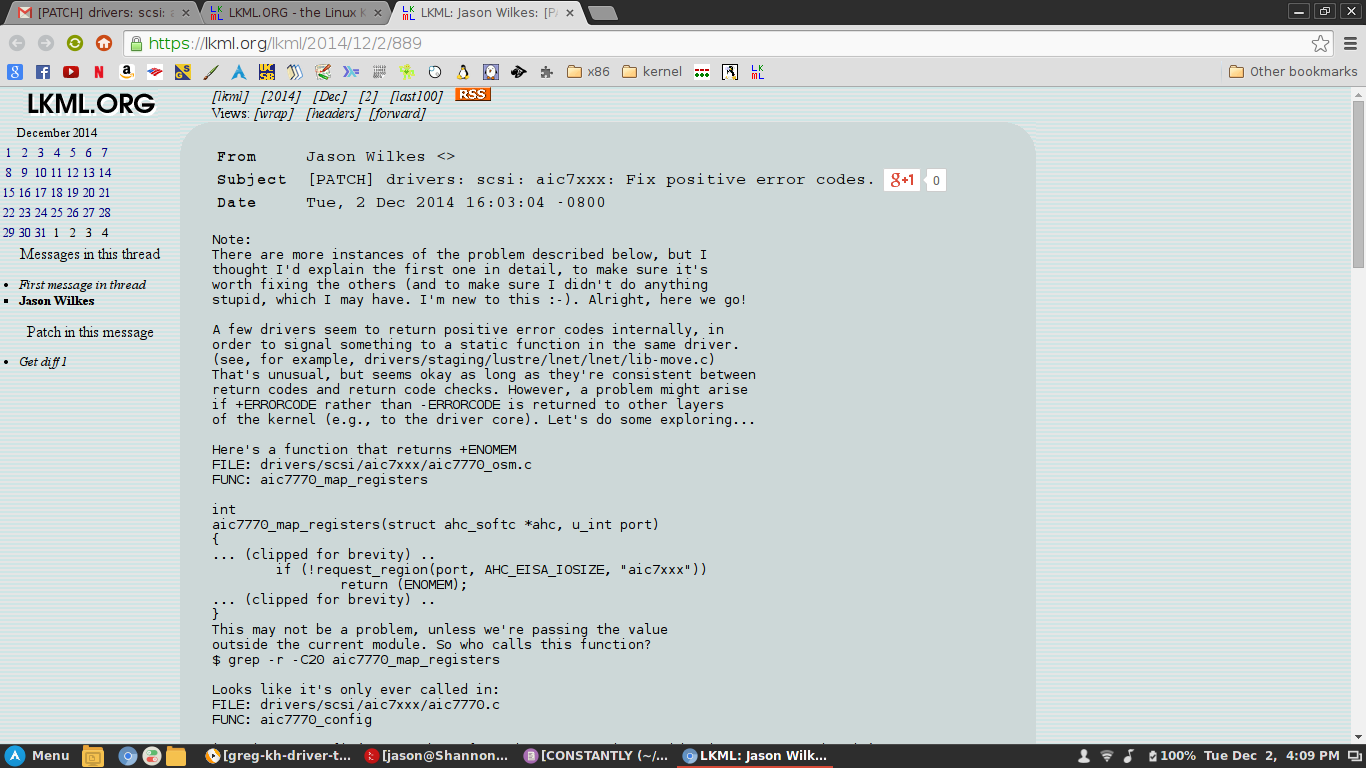 [PATCH] drivers: scsi: a
LKML.ORG - the Linux K
LKML: Jason Wilkes: [P
https://lkml.org/lkml/2014/12/2/889
x86
kernel
Other bookmarks
LKML.ORG
[lkml] [2014] [Dec] [2] [last100] RSS
Views: [wrap] [headers] [forward]
December 2014
1 2 3 4 5 6 7
8 9 10 11 12 13 14
15 16 17 18 19 20 21
22 23 24 25 26 27 28
29 30 31 1 2 3 4
Messages in this thread
First message in thread
Jason Wilkes
Patch in this message
Get diff 1
From Jason Wilkes <>
Subject [PATCH] drivers: scsi: aic7xxx: Fix positive error codes. g+1 0
Date Tue, 2 Dec 2014 16:03:04 -0800
Note:
There are more instances of the problem described below, but I
thought I'd explain the first one in detail, to make sure it's
worth fixing the others (and to make sure I didn't do anything
stupid, which I may have. I'm new to this :-). Alright, here we go!
A few drivers seem to return positive error codes internally, in
order to signal something to a static function in the same driver.
(see, for example, drivers/staging/lustre/lnet/lnet/lib-move.c)
That's unusual, but seems okay as long as they're consistent between
return codes and return code checks. However, a problem might arise
if +ERRORCODE rather than -ERRORCODE is returned to other layers
of the kernel (e.g., to the driver core). Let's do some exploring...
Here's a function that returns +ENOMEM
FILE: drivers/scsi/aic7xxx/aic7770_osm.c
FUNC: aic7770_map_registers
int
aic7770_map_registers(struct ahc_softc *ahc, u_int port)
{
... (clipped for brevity) ..
if (!request_region(port, AHC_EISA_IOSIZE, "aic7xxx"))
return (ENOMEM);
... (clipped for brevity) ..
}
This may not be a problem, unless we're passing the value
outside the current module. So who calls this function?
$ grep -r -C20 aic7770_map_registers
Looks like it's only ever called in:
FILE: drivers/scsi/aic7xxx/aic7770.c
FUNC: aic7770_config
Menu
[greg-kh-driver-t...
[jason@Shannon...
[CONSTANTLY (~/...
LKML: Jason Wilk...
100% Tue Dec 2, 4:09 PM